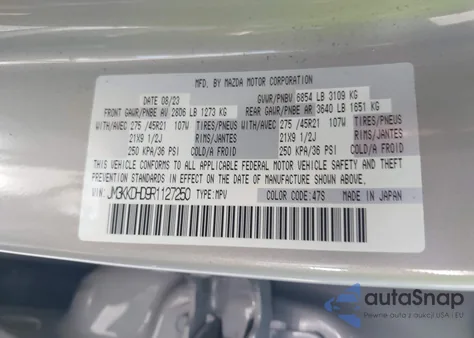 MFD. BY MAZDA MOTOR CORPORATION
DATE 08/23 GVWR/PNBV 6854 LB 3109 KG
FRONT GAWR/PNBE AV 2806 LB 1273 KG REAR GAWR/PNBE AR 3640 LB 1651 KG
WITH/AVEC 275 /45R21 107W TIRES/PNEUS WITH/AVEC 275 /45R21 107W TIRES/PNEUS
21X9 1/2J RIMS/JANTES 21X9 1/2J RIMS/JANTES
250 KPA/36 PSI COLD/A FROID 250 KPA/36 PSI COLD/A FROID
THIS VEHICLE CONFORMS TO ALL APPLICABLE FEDERAL MOTOR VEHICLE SAFETY AND THEFT PREVENTION
STANDARDS IN EFFECT ON THE DATE OF MANUFACTURE SHOWN ABOVE.
VIN: JM3KKDHD9R1127250 TYPE:MPV COLOR CODE:47S MADE IN JAPAN
autoSnap
Pewne auta z aukcji USA i EU